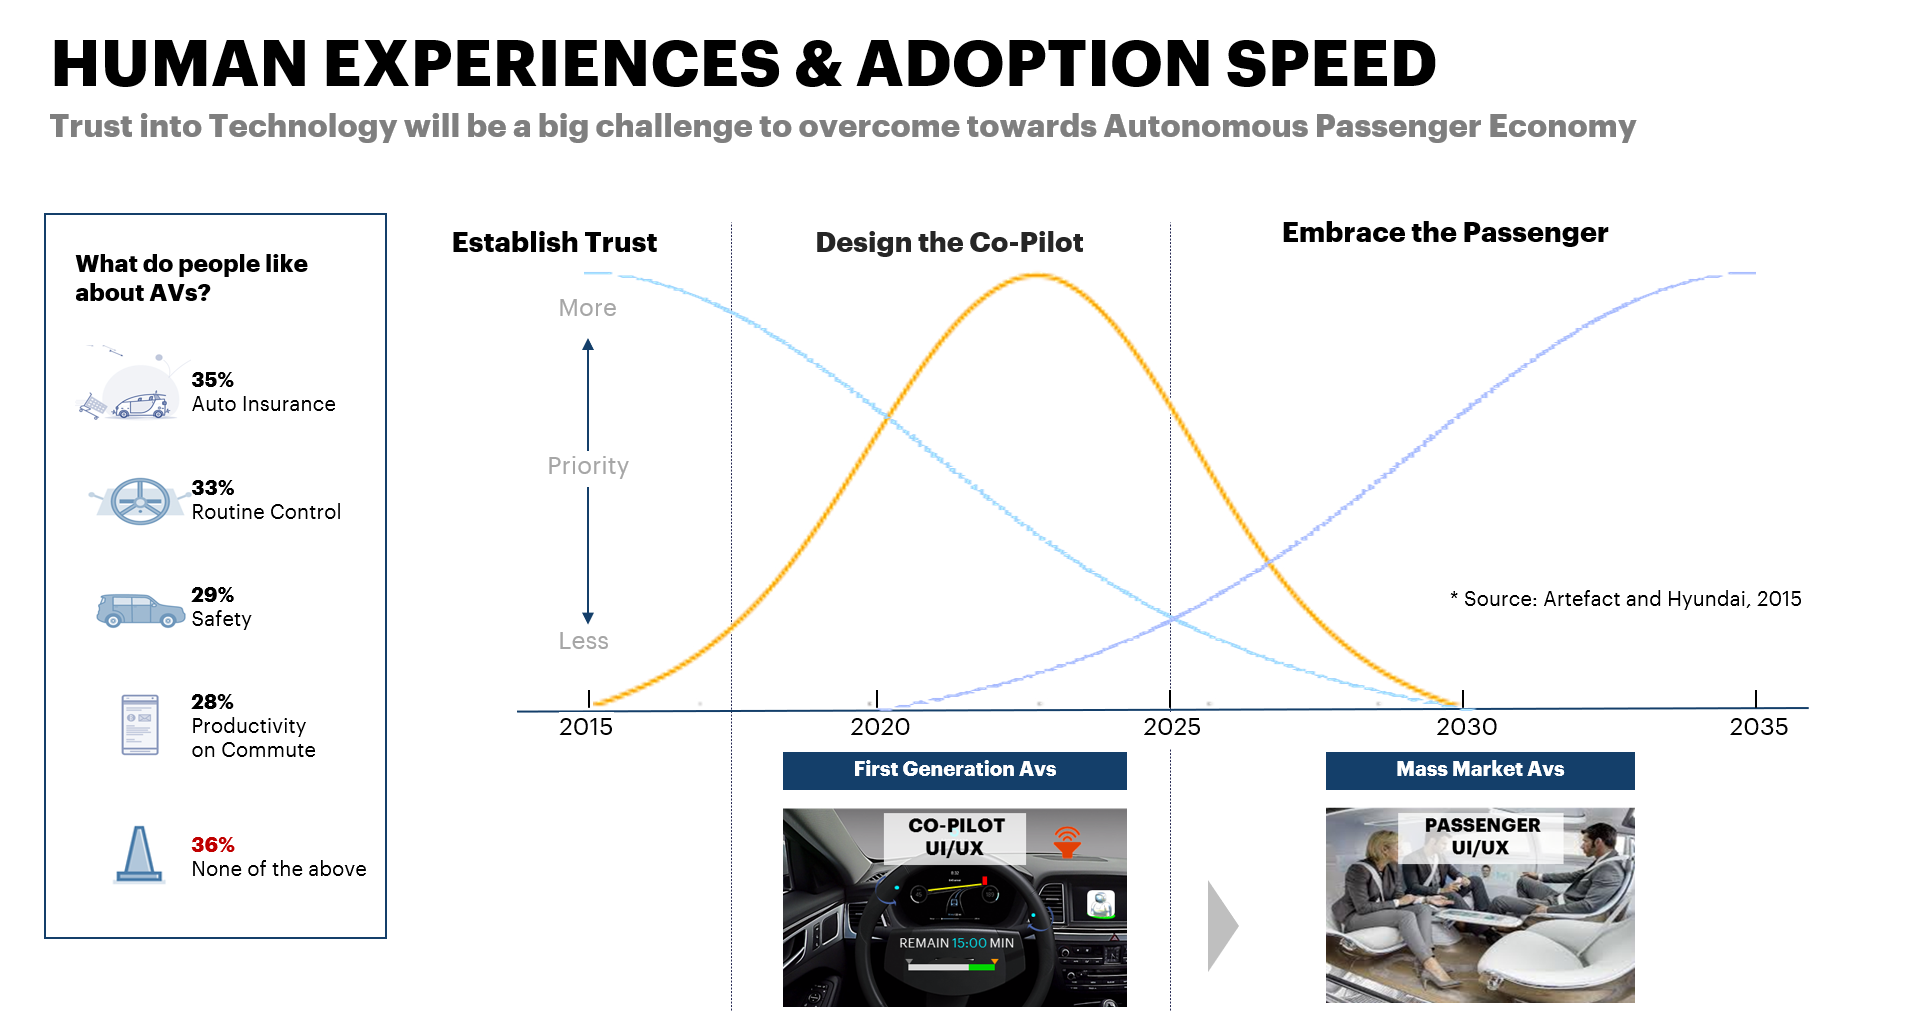 HUMAN EXPERIENCES & ADOPTION SPEED
Trust into Technology will be a big challenge to overcome towards Autonomous Passenger Economy
What do people like
about AVs?
35%
Auto Insurance
33%
Routine Control
29%
Safety
28%
Productivity
on Commute
36%
None of the above
Establish Trust
Design the Co-Pilot
Embrace the Passenger
More
Priority
Less
* Source: Artefact and Hyundai, 2015
2015
2020
2025
2030
2035
First Generation Avs
CO-PILOT
UI/UX
REMAIN 15:00 MIN
Mass Market Avs
PASSENGER
UI/UX